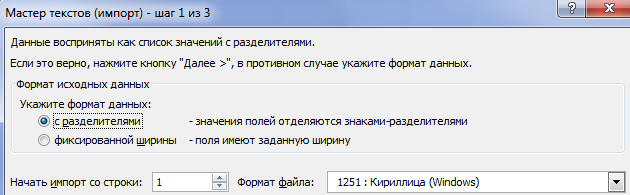 Мастер текстов (импорт) - шаг 1 из 3
Данные восприняты как список значений с разделителями.
Если это верно, нажмите кнопку "Далее >", в противном случае укажите формат данных.
Формат исходных данных
Укажите формат данных:
с разделителями - значения полей отделяются знаками-разделителями
фиксированной ширины - поля имеют заданную ширину
Начать импорт со строки: 1 Формат файла: 1251 : Кириллица (Windows)